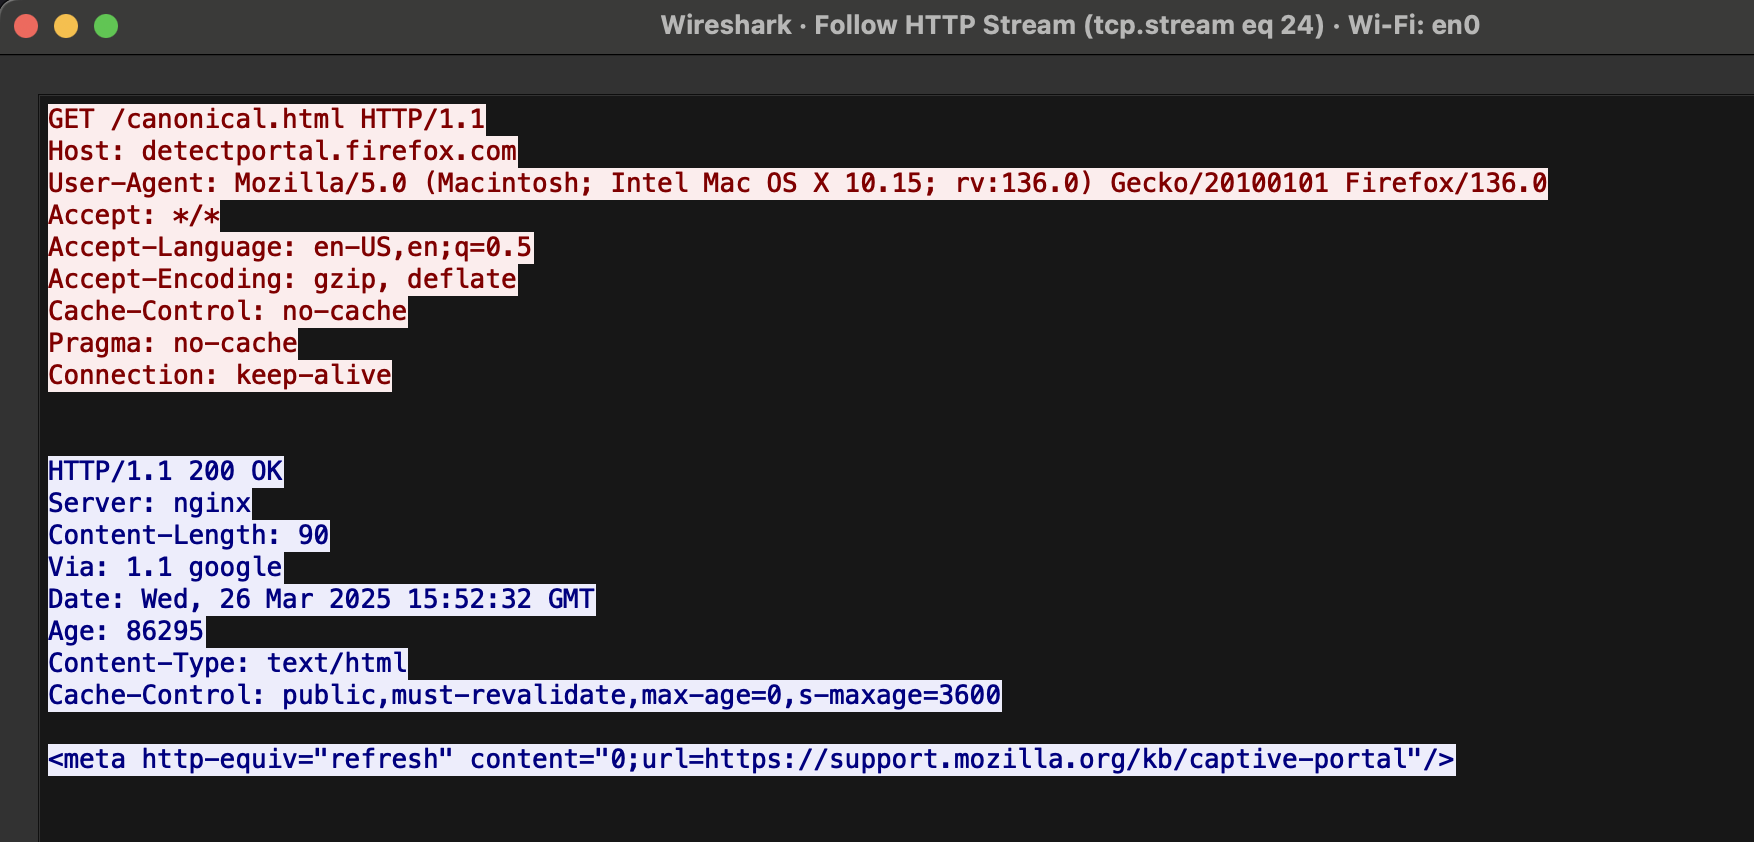 Wireshark · Follow HTTP Stream (tcp.stream eq 24) · Wi-Fi: en0
GET /canonical.html HTTP/1.1
Host: detectportal.firefox.com
User-Agent: Mozilla/5.0 (Macintosh; Intel Mac OS X 10.15; rv:136.0) Gecko/20100101 Firefox/136.0
Accept: */*
Accept-Language: en-US,en;q=0.5
Accept-Encoding: gzip, deflate
Cache-Control: no-cache
Pragma: no-cache
Connection: keep-alive
HTTP/1.1 200 OK
Server: nginx
Content-Length: 90
Via: 1.1 google
Date: Wed, 26 Mar 2025 15:52:32 GMT
Age: 86295
Content-Type: text/html
Cache-Control: public,must-revalidate,max-age=0,s-maxage=3600
<meta http-equiv="refresh" content="0;url=https://support.mozilla.org/kb/captive-portal"/>